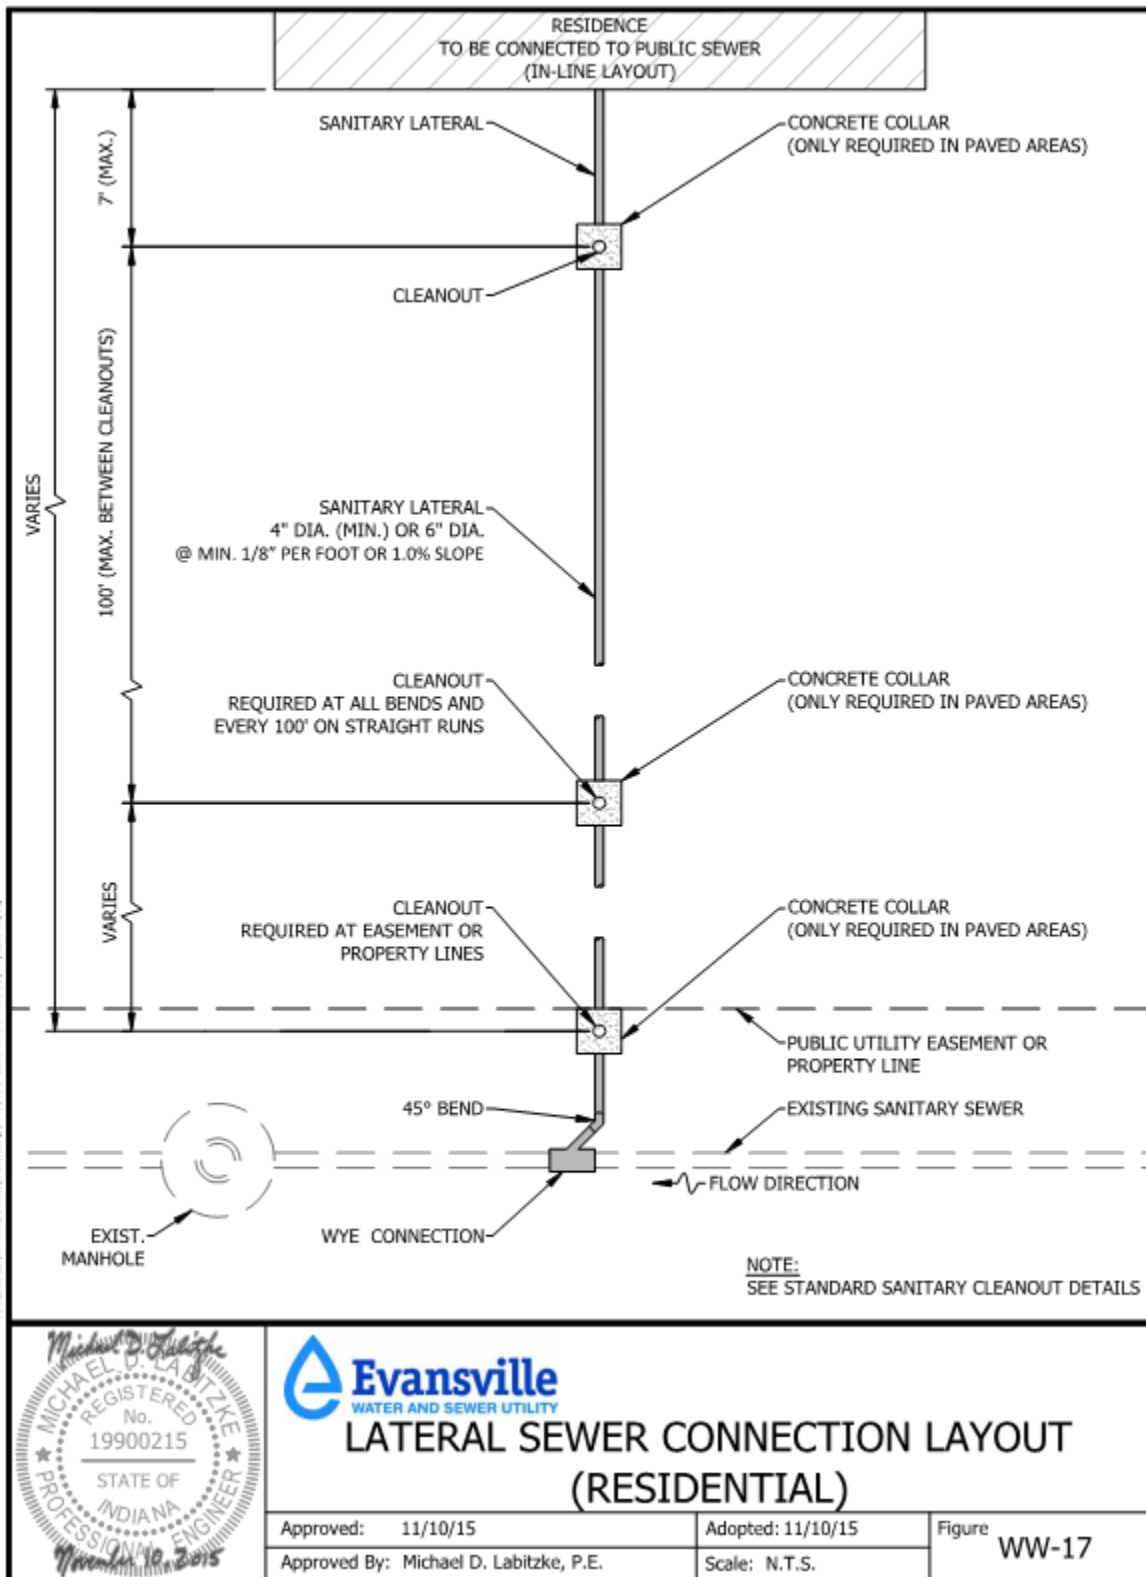 RESIDENCE
TO BE CONNECTED TO PUBLIC SEWER
(IN-LINE LAYOUT)
SANITARY LATERAL
CONCRETE COLLAR
(ONLY REQUIRED IN PAVED AREAS)
7' (MAX.)
CLEANOUT
100' (MAX. BETWEEN CLEANOUTS)
VARIES
SANITARY LATERAL
4" DIA. (MIN.) OR 6" DIA.
@ MIN. 1/8" PER FOOT OR 1.0% SLOPE
CLEANOUT
REQUIRED AT ALL BENDS AND
EVERY 100' ON STRAIGHT RUNS
CONCRETE COLLAR
(ONLY REQUIRED IN PAVED AREAS)
VARIES
CLEANOUT
REQUIRED AT EASEMENT OR
PROPERTY LINES
CONCRETE COLLAR
(ONLY REQUIRED IN PAVED AREAS)
PUBLIC UTILITY EASEMENT OR
PROPERTY LINE
45° BEND
EXISTING SANITARY SEWER
FLOW DIRECTION
EXIST.
MANHOLE
WYE CONNECTION
NOTE:
SEE STANDARD SANITARY CLEANOUT DETAILS
Michael D. Labitzke
MICHAEL D. LABITZKE
REGISTERED
No.
19900215
STATE OF
INDIANA
PROFESSIONAL ENGINEER
November 10, 2015
Evansville
WATER AND SEWER UTILITY
LATERAL SEWER CONNECTION LAYOUT
(RESIDENTIAL)
Approved: 11/10/15
Adopted: 11/10/15
Figure
WW-17
Approved By: Michael D. Labitzke, P.E.
Scale: N.T.S.